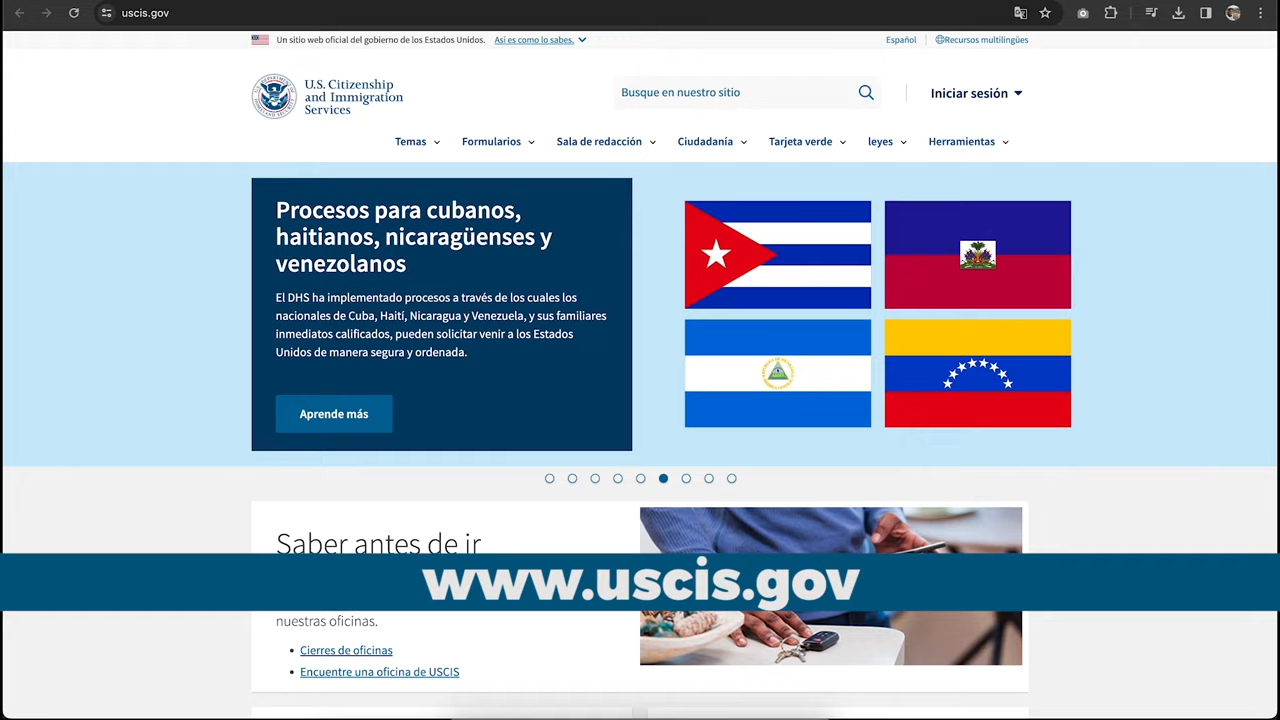 uscis.gov
Un sitio web oficial del gobierno de los Estados Unidos. Así es como lo sabes.
Español
Recursos multilingües
U.S. Citizenship
and Immigration
Services
Busque en nuestro sitio
Iniciar sesión
Temas
Formularios
Sala de redacción
Ciudadanía
Tarjeta verde
leyes
Herramientas
Procesos para cubanos,
haitianos, nicaragüenses y
venezolanos
El DHS ha implementado procesos a través de los cuales los
nacionales de Cuba, Haití, Nicaragua y Venezuela, y sus familiares
inmediatos calificados, pueden solicitar venir a los Estados
Unidos de manera segura y ordenada.
Aprende más
Saber antes de ir
www.uscis.gov
nuestras oficinas.
Cierres de oficinas
Encuentre una oficina de USCIS